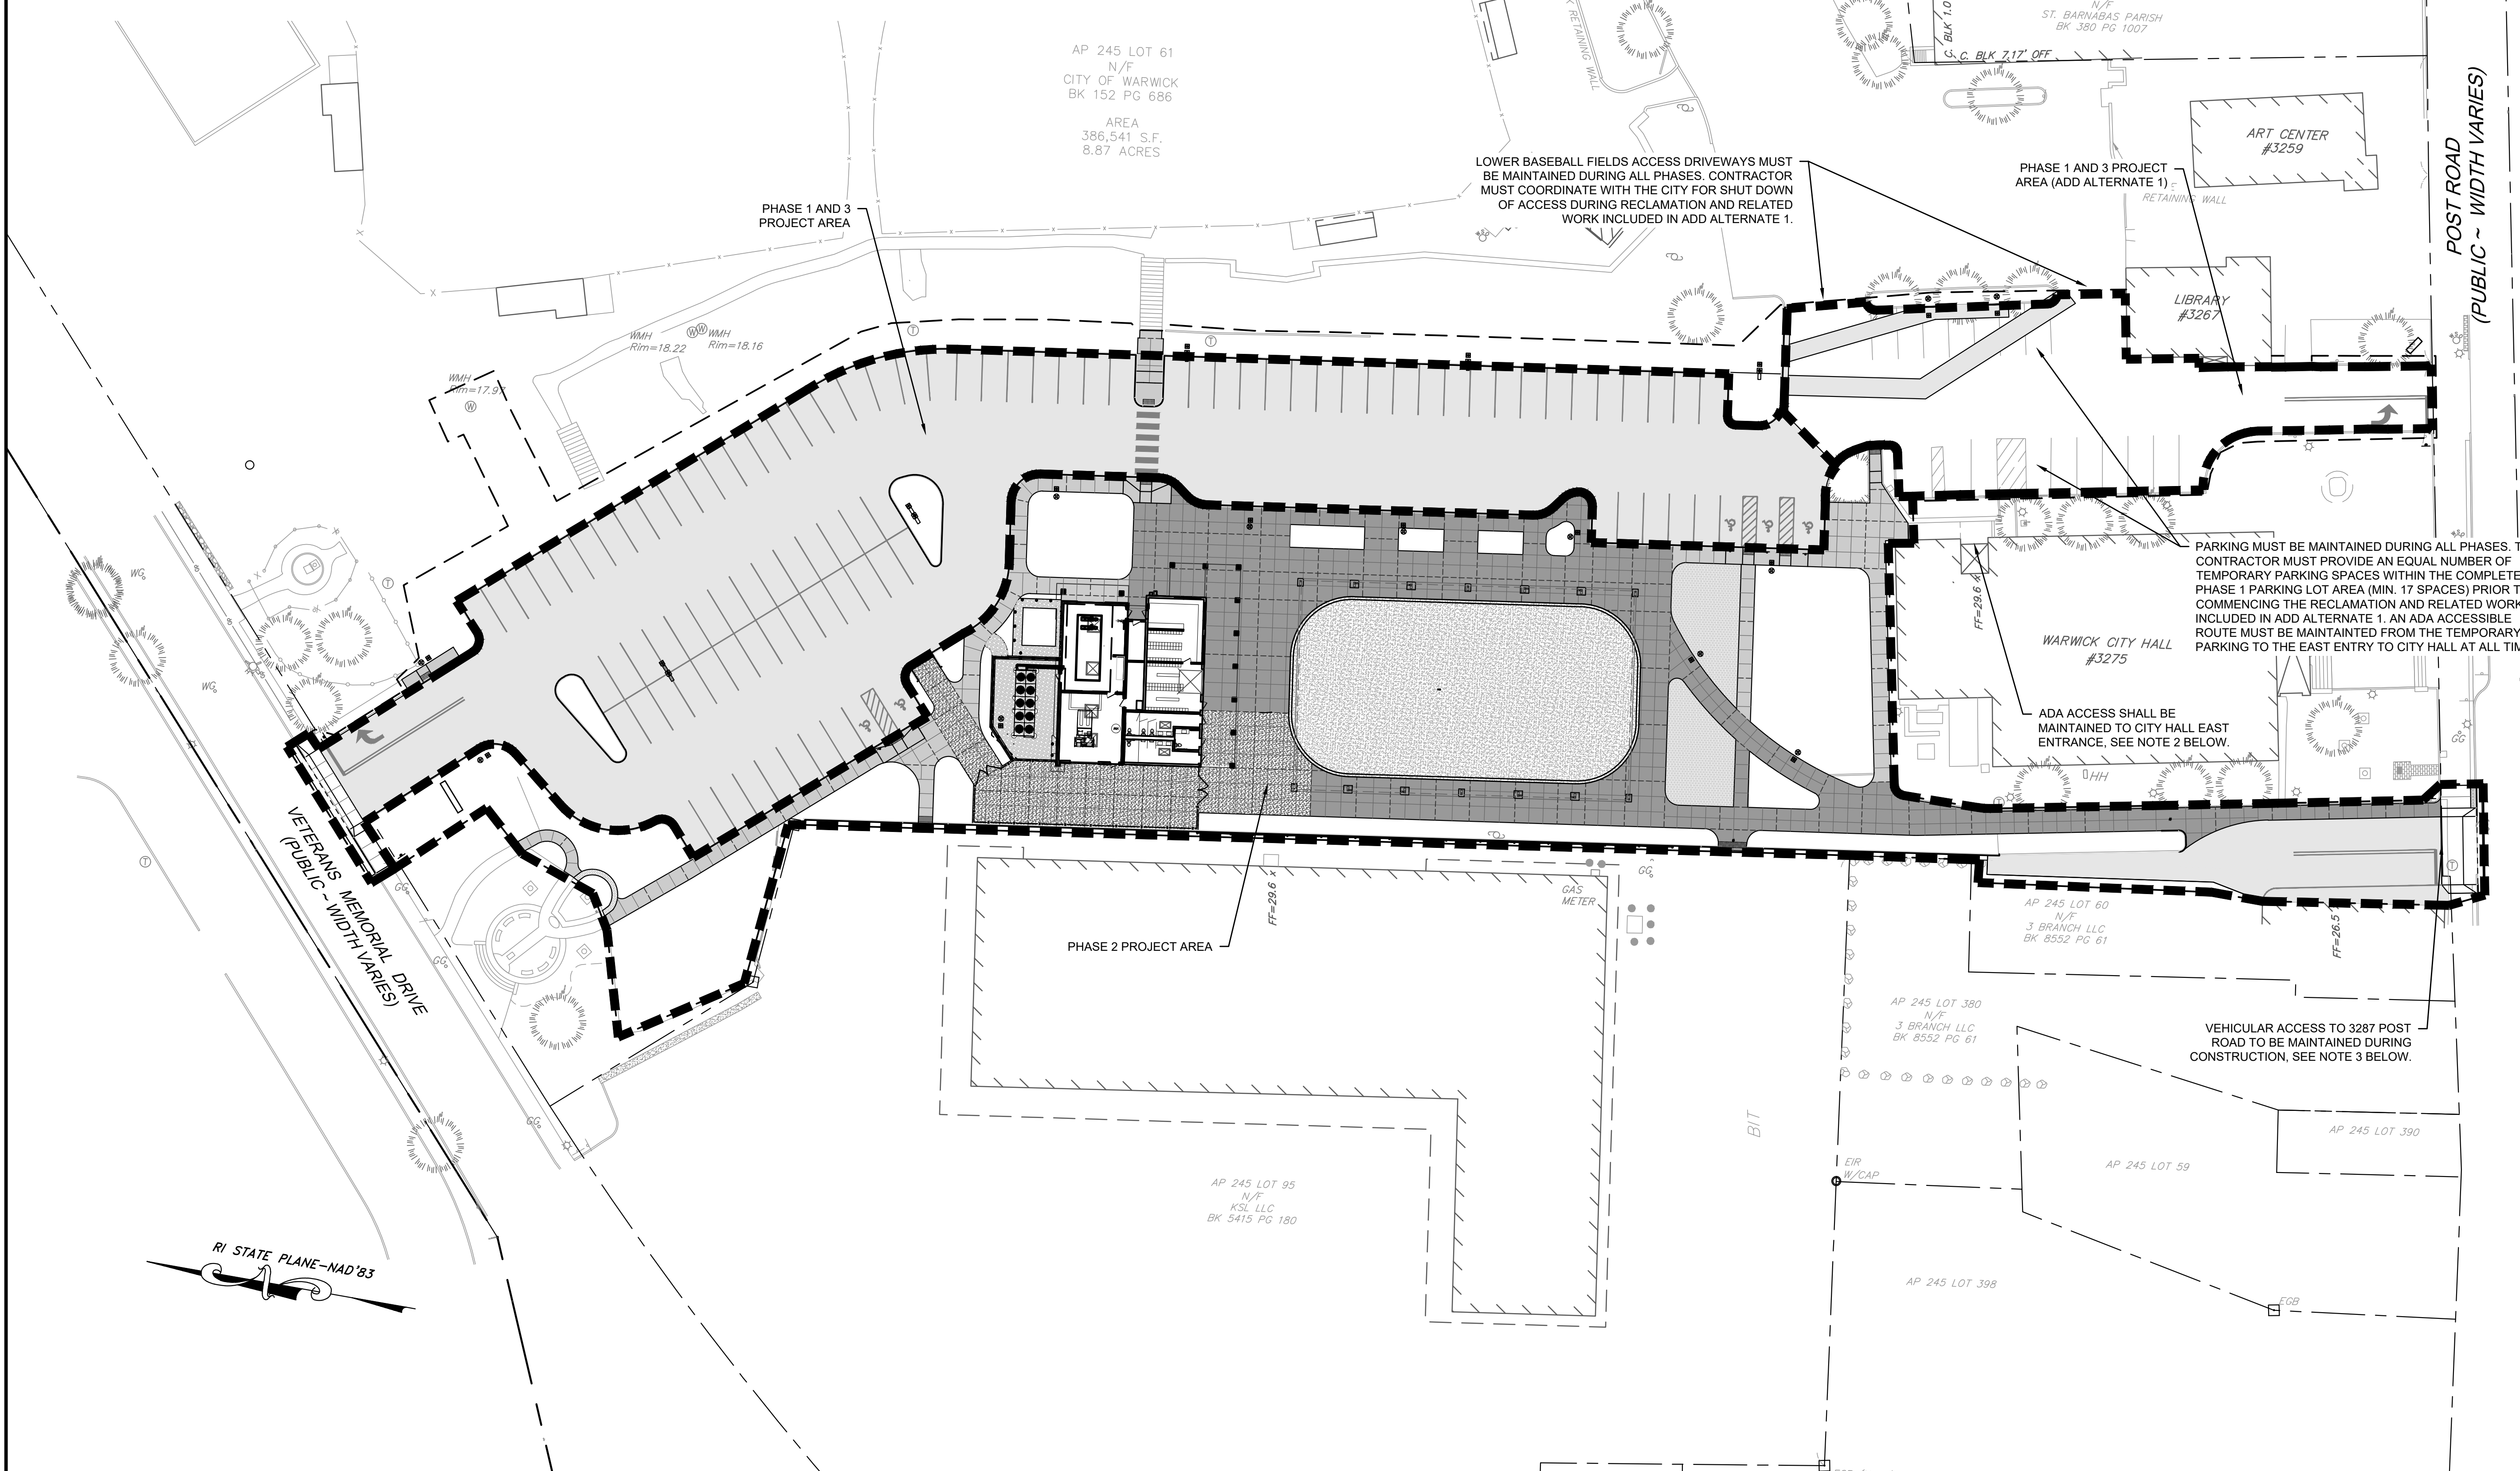 N/F
ST. BARNABAS PARISH
BK 380 PG 1007
C. BLK 7.17' OFF
C. BLK 1.0
RETAINING WALL
AP 245 LOT 61
N/F
CITY OF WARWICK
BK 152 PG 686
AREA
386,541 S.F.
8.87 ACRES
POST ROAD
(PUBLIC ~ WIDTH VARIES)
ART CENTER
#3259
LOWER BASEBALL FIELDS ACCESS DRIVEWAYS MUST
BE MAINTAINED DURING ALL PHASES. CONTRACTOR
MUST COORDINATE WITH THE CITY FOR SHUT DOWN
OF ACCESS DURING RECLAMATION AND RELATED
WORK INCLUDED IN ADD ALTERNATE 1.
PHASE 1 AND 3 PROJECT
AREA (ADD ALTERNATE 1)
RETAINING WALL
PHASE 1 AND 3
PROJECT AREA
LIBRARY
#3267
WMH
Rim=18.22
WMH
Rim=18.16
WMH
Rim=17.97
W
W
W
T
T
T
T
T
T
WG
WG
PARKING MUST BE MAINTAINED DURING ALL PHASES. T
CONTRACTOR MUST PROVIDE AN EQUAL NUMBER OF
TEMPORARY PARKING SPACES WITHIN THE COMPLETE
PHASE 1 PARKING LOT AREA (MIN. 17 SPACES) PRIOR T
COMMENCING THE RECLAMATION AND RELATED WORK
INCLUDED IN ADD ALTERNATE 1. AN ADA ACCESSIBLE
ROUTE MUST BE MAINTAINTED FROM THE TEMPORARY
PARKING TO THE EAST ENTRY TO CITY HALL AT ALL TIM
FF=29.6 x
WARWICK CITY HALL
#3275
ADA ACCESS SHALL BE
MAINTAINED TO CITY HALL EAST
ENTRANCE, SEE NOTE 2 BELOW.
GG
HH
VETERANS MEMORIAL DRIVE
(PUBLIC ~ WIDTH VARIES)
GG
GG
GG
FF=29.6 x
GAS
METER
GG
PHASE 2 PROJECT AREA
AP 245 LOT 60
N/F
3 BRANCH LLC
BK 8552 PG 61
FF=26.5
AP 245 LOT 380
N/F
3 BRANCH LLC
BK 8552 PG 61
VEHICULAR ACCESS TO 3287 POST
ROAD TO BE MAINTAINED DURING
CONSTRUCTION, SEE NOTE 3 BELOW.
BIT
AP 245 LOT 390
EIR
W/CAP
AP 245 LOT 59
AP 245 LOT 95
N/F
KSL LLC
BK 5415 PG 180
RI STATE PLANE-NAD'83
AP 245 LOT 398
EGB